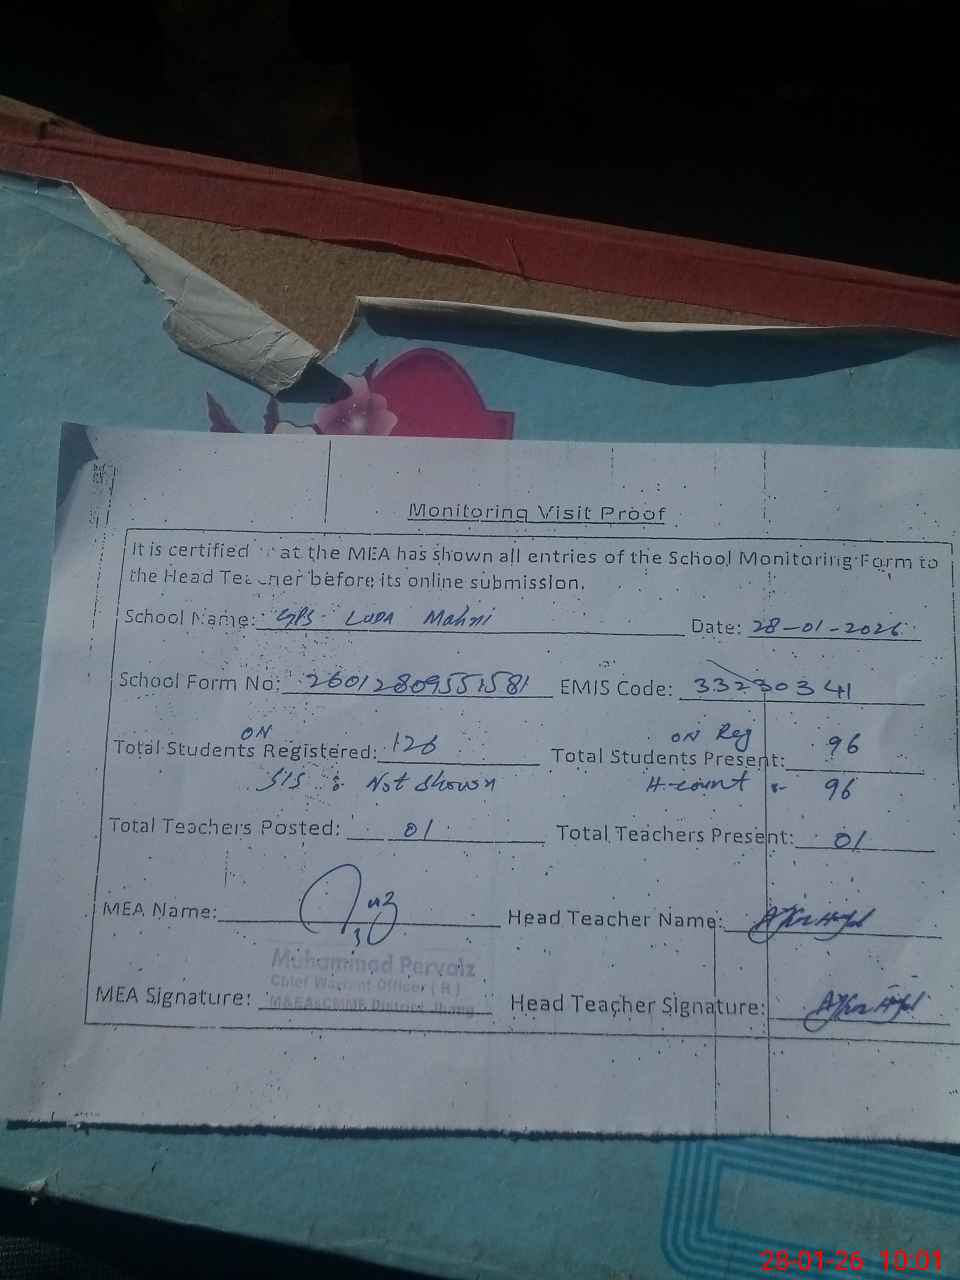 Monitoring Visit Proof
It is certified at the MEA has shown all entries of the School Monitoring Form to
the Head Teacher before its online submission.
School Name: GPS LUDA Mahni Date: 28-01-2026
School Form No: 26012809551581 EMIS Code: 33230341
ON ON Reg
Total Students Registered: 126 Total Students Present: 96
SIS : Not Shown H-count :- 96
Total Teachers Posted: 01 Total Teachers Present: 01
MEA Name: Head Teacher Name:
Muhammad Pervaiz
Chief Warrant Officer ( R )
MEA Signature: Head Teacher Signature:
District Jhang
28-01-26 10:01